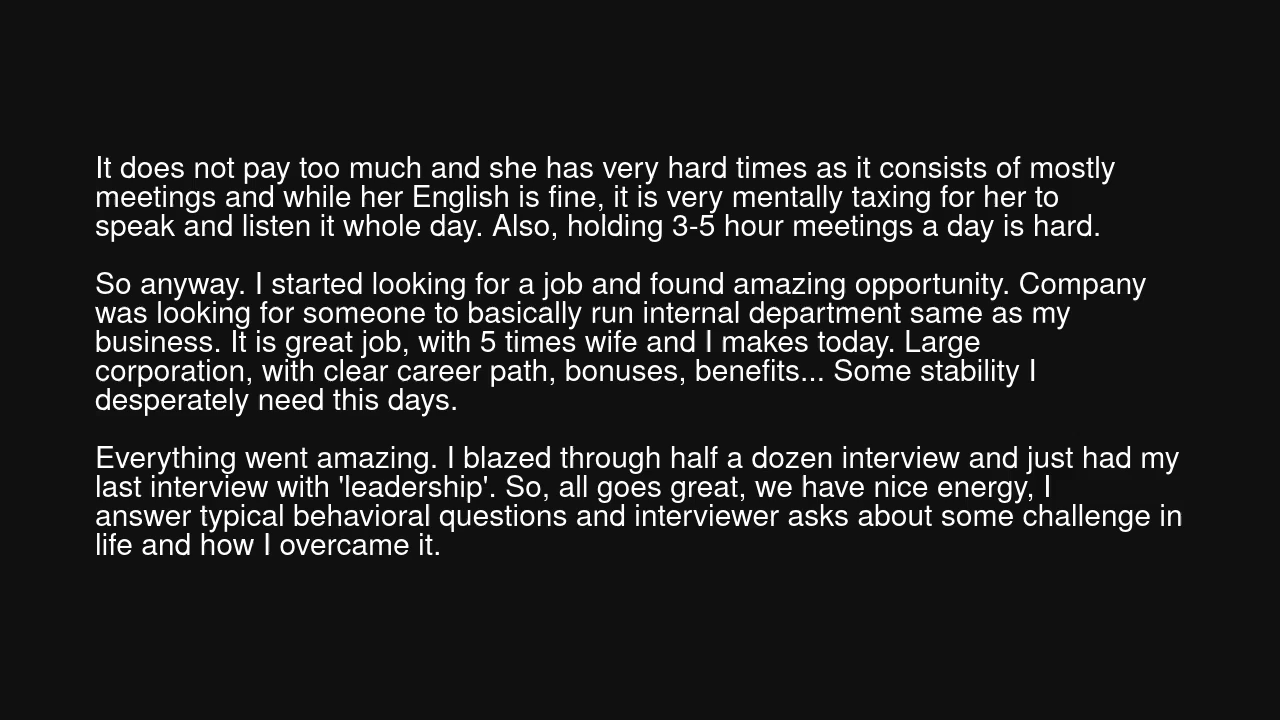 It does not pay too much and she has very hard times as it consists of mostly
meetings and while her English is fine, it is very mentally taxing for her to
speak and listen it whole day. Also, holding 3-5 hour meetings a day is hard.
So anyway. I started looking for a job and found amazing opportunity. Company
was looking for someone to basically run internal department same as my
business. It is great job, with 5 times wife and I makes today. Large
corporation, with clear career path, bonuses, benefits... Some stability I
desperately need this days.
Everything went amazing. I blazed through half a dozen interview and just had my
last interview with 'leadership'. So, all goes great, we have nice energy, I
answer typical behavioral questions and interviewer asks about some challenge in
life and how I overcame it.